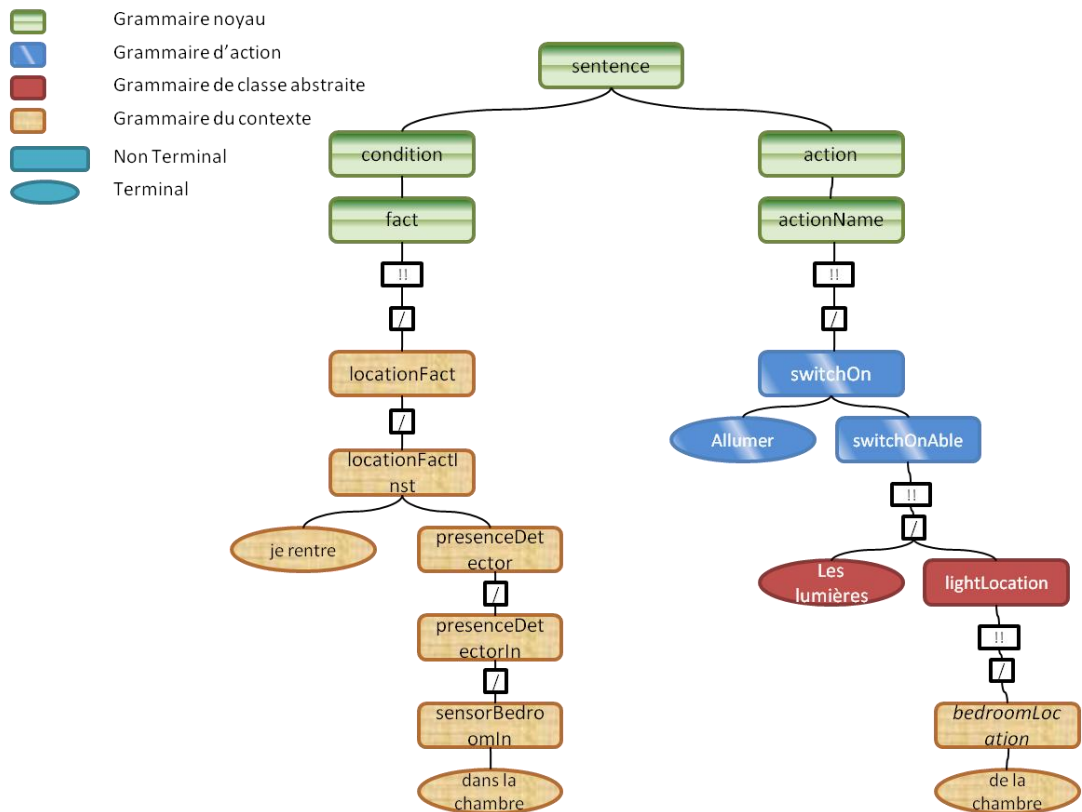 Grammaire noyau
Grammaire d'action
Grammaire de classe abstraite
Grammaire du contexte
Non Terminal
Terminal
sentence
condition
action
fact
actionName
!!
!!
/
/
locationFact
switchOn
/
Allumer
switchOnAble
locationFactI
nst
!!
/
je rentre
presenceDet
ector
Les
lumières
lightLocation
/
presenceDet
ectorIn
!!
/
/
sensorBedro
omIn
bedroomLoc
ation
dans la
chambre
de la
chambre